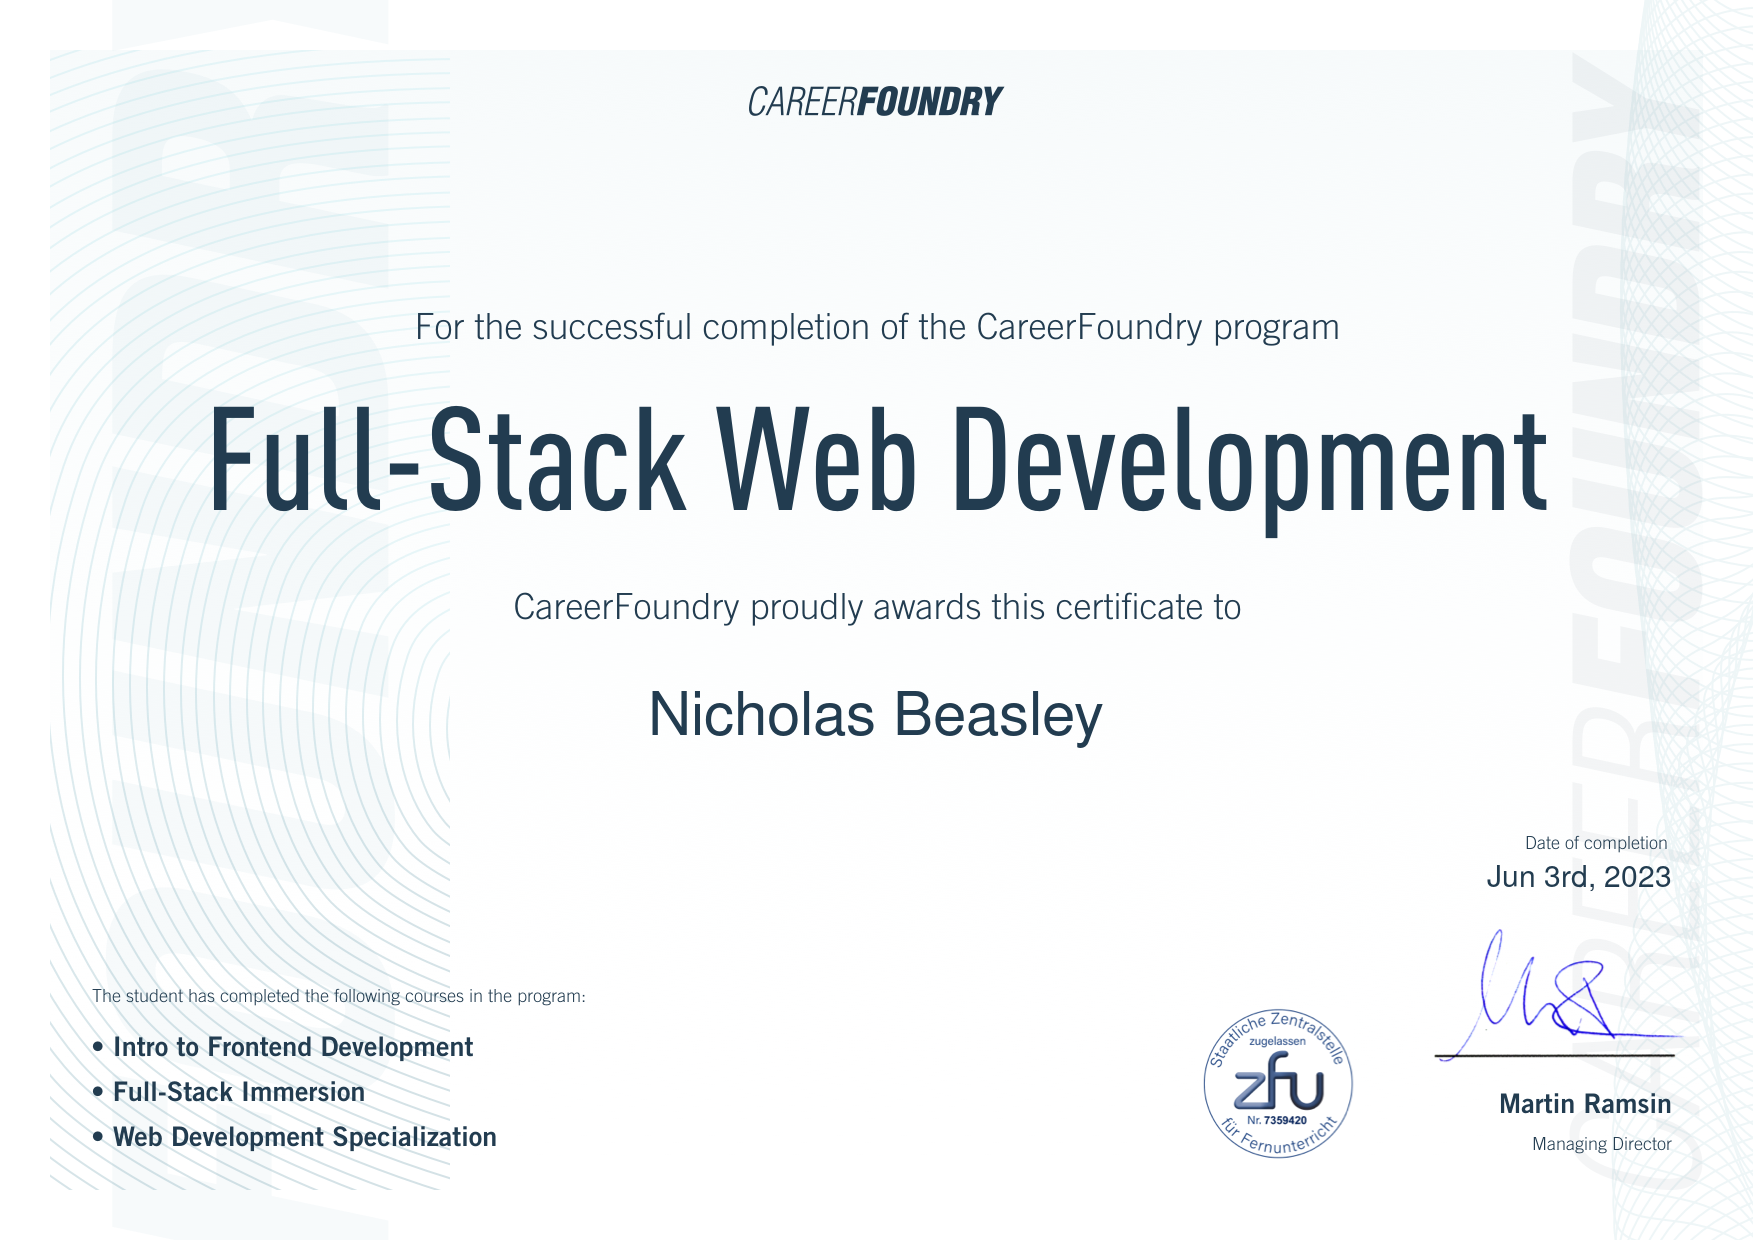 CAREERFOUNDRY
For the successful completion of the CareerFoundry program
Full-Stack Web Development
CareerFoundry proudly awards this certificate to
Nicholas Beasley
Date of completion
Jun 3rd, 2023
The student has completed the following courses in the program:
• Intro to Frontend Development
• Full-Stack Immersion
• Web Development Specialization
Staatliche Zentralstelle
zugelassen
zfu
Nr. 7359420
für Fernunterricht
Martin Ramsin
Managing Director
CAREERFOUNDRY